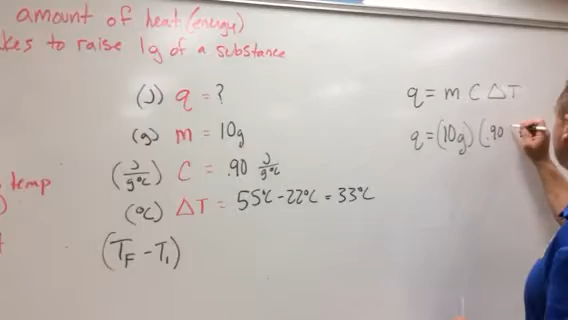 amount of heat (energy)
kes to raise 1g of a substance
(J) q = ?
(g) m = 10g
(J/g°C) C = .90 J/g°C
(°C) ΔT = 55°C - 22°C = 33°C
(TF - T1)
temp
q = m C ΔT
q = (10g) (.90